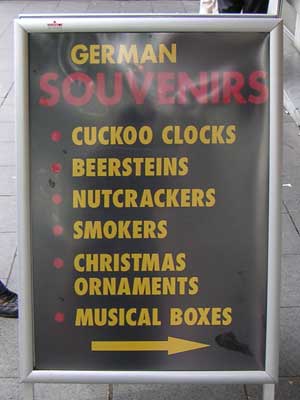 GERMAN
SOUVENIRS
CUCKOO CLOCKS
BEERSTEINS
NUTCRACKERS
SMOKERS
CHRISTMAS
ORNAMENTS
MUSICAL BOXES